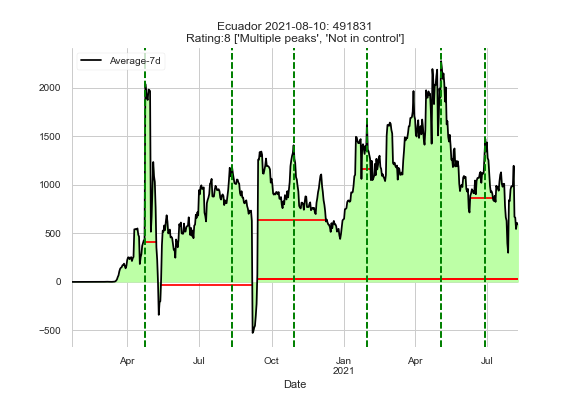 Ecuador 2021-08-10: 491831
Rating:8 ['Multiple peaks', 'Not in control']
Average-7d
2000
1500
1000
500
0
−500
Apr
Jul
Oct
Jan
2021
Apr
Jul
Date